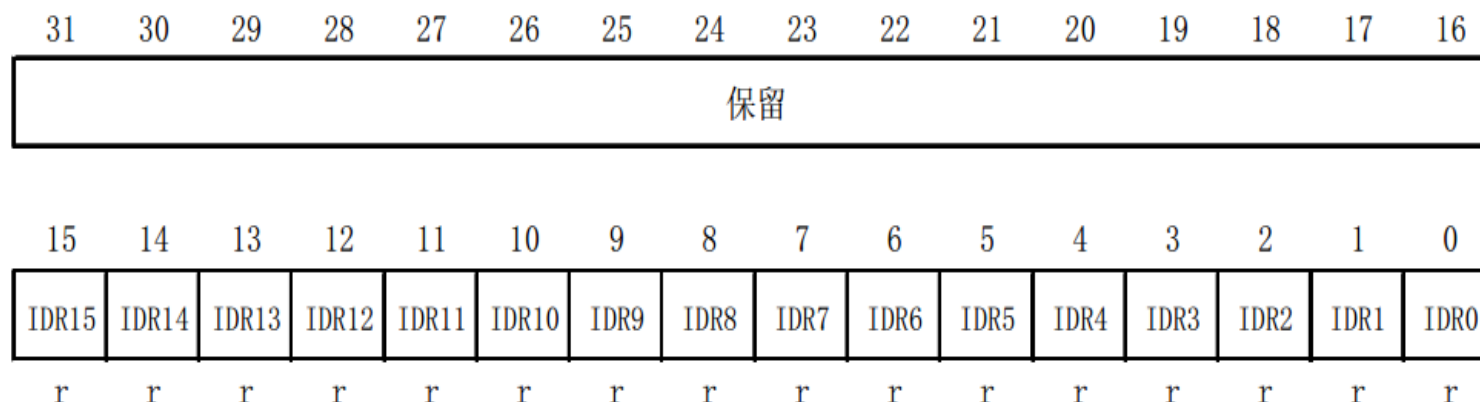 31 30 29 28 27 26 25 24 23 22 21 20 19 18 17 16
保留
15 14 13 12 11 10 9 8 7 6 5 4 3 2 1 0
IDR15 IDR14 IDR13 IDR12 IDR11 IDR10 IDR9 IDR8 IDR7 IDR6 IDR5 IDR4 IDR3 IDR2 IDR1 IDR0
r r r r r r r r r r r r r r r r